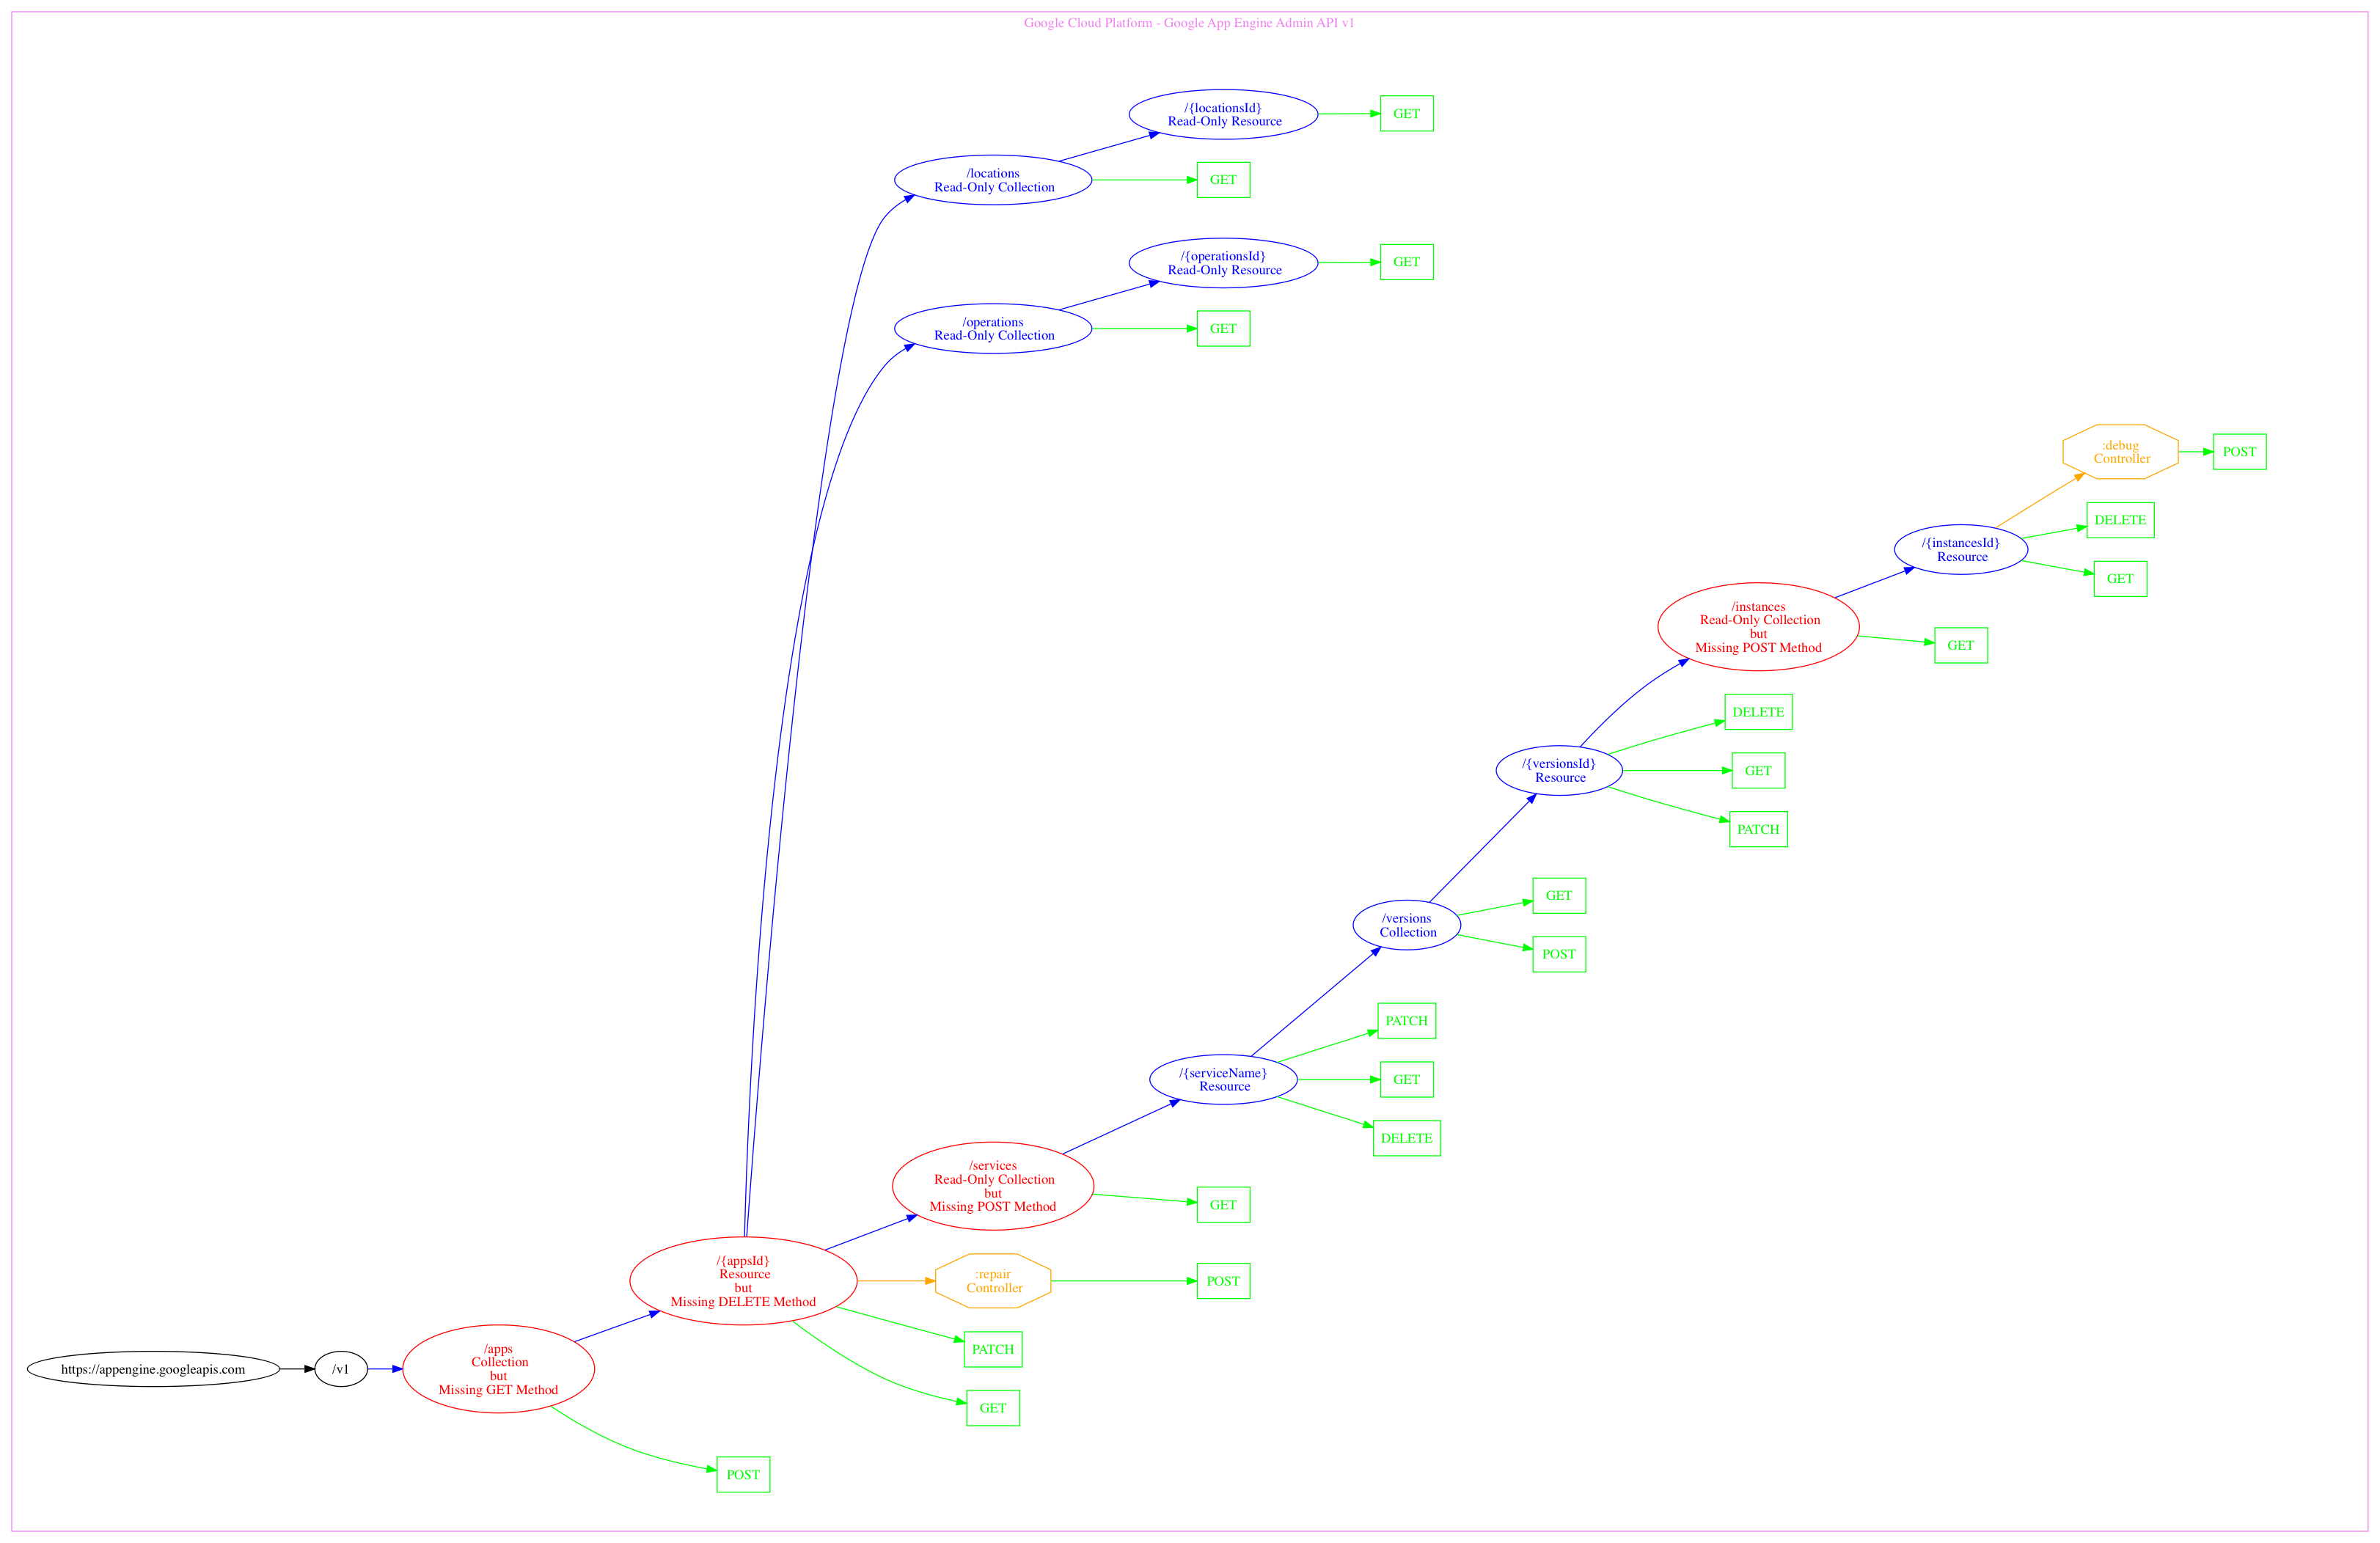 Google Cloud Platform - Google App Engine Admin API v1
/{locationsId}
Read-Only Resource
GET
/locations
Read-Only Collection
GET
/{operationsId}
Read-Only Resource
GET
/operations
Read-Only Collection
GET
:debug
Controller
POST
DELETE
/{instancesId}
Resource
GET
/instances
Read-Only Collection
but
Missing POST Method
GET
DELETE
/{versionsId}
Resource
GET
PATCH
/versions
Collection
GET
POST
PATCH
/{serviceName}
Resource
GET
DELETE
/services
Read-Only Collection
but
Missing POST Method
GET
/{appsId}
Resource
but
Missing DELETE Method
:repair
Controller
POST
PATCH
GET
https://appengine.googleapis.com
/v1
/apps
Collection
but
Missing GET Method
POST